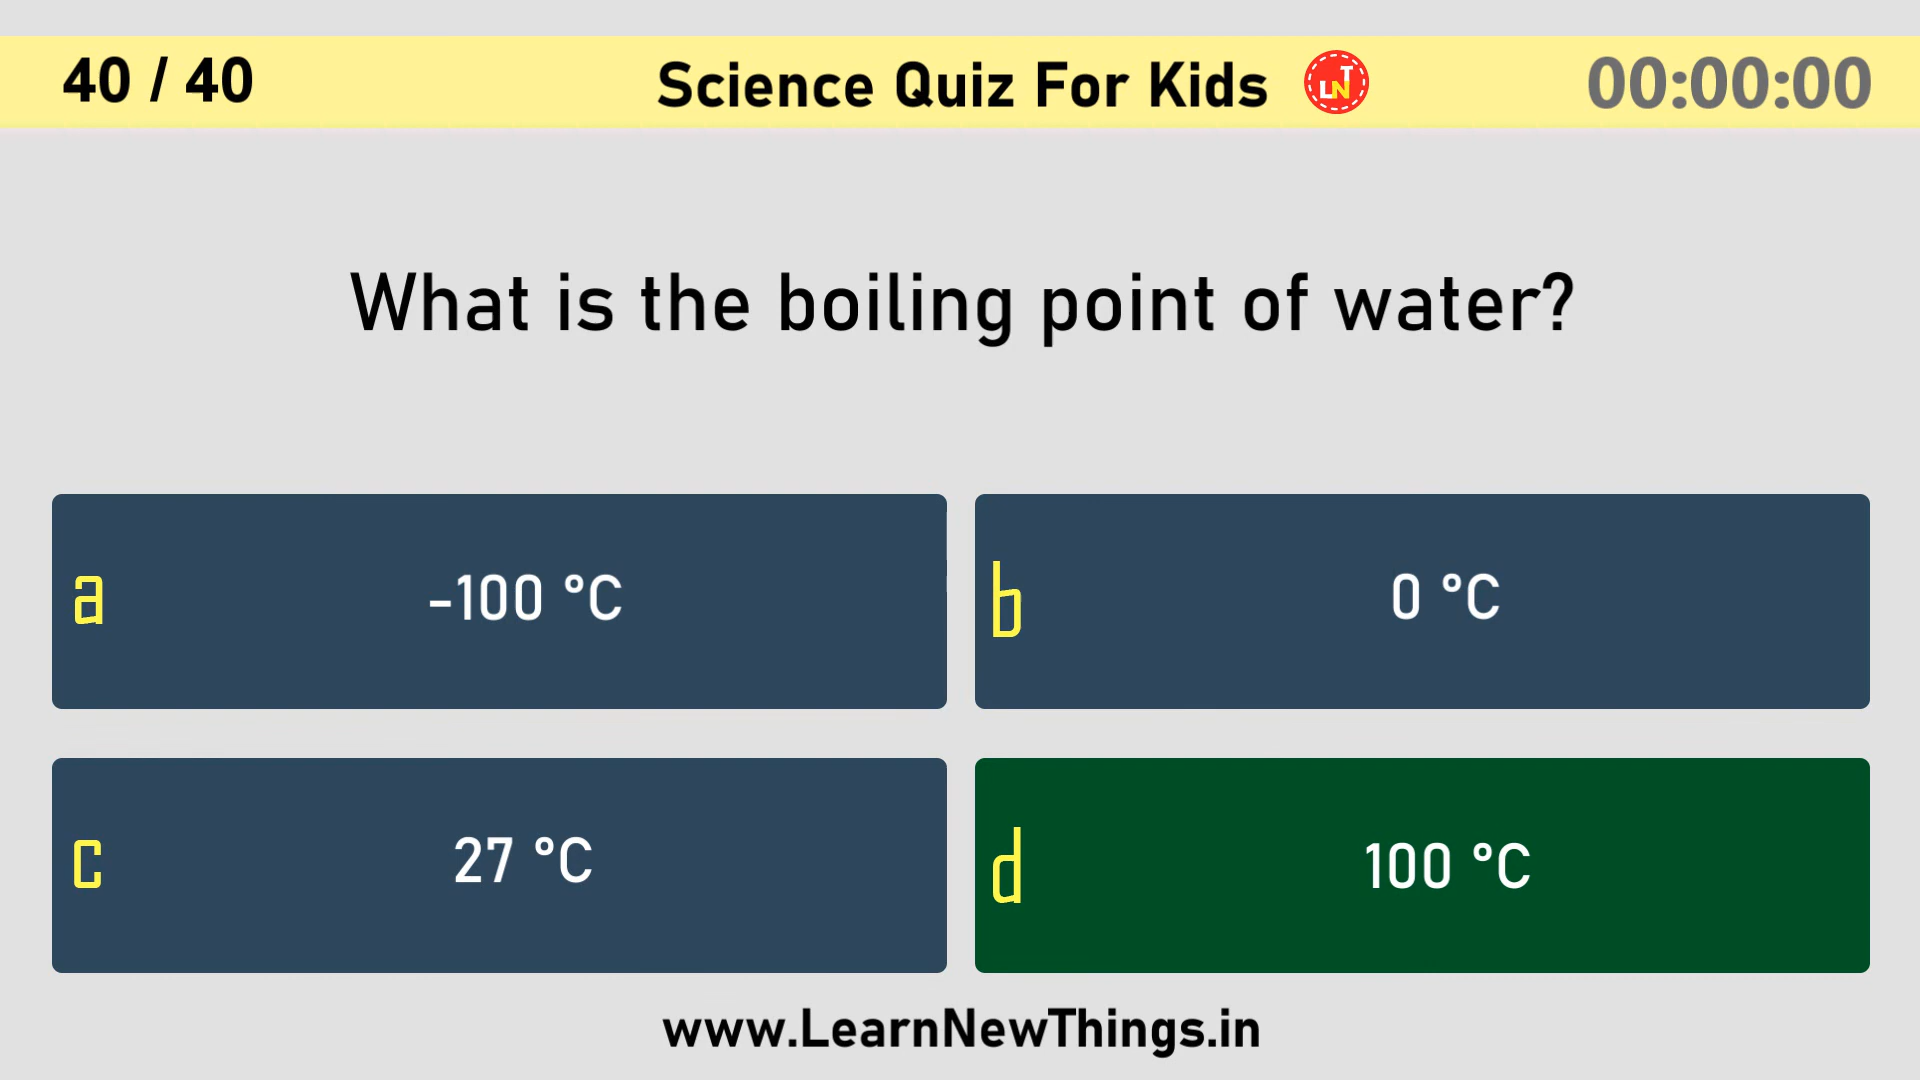 40 / 40
Science Quiz For Kids
LNT
00:00:00
What is the boiling point of water?
a
-100 °C
b
0 °C
c
27 °C
d
100 °C
www.LearnNewThings.in